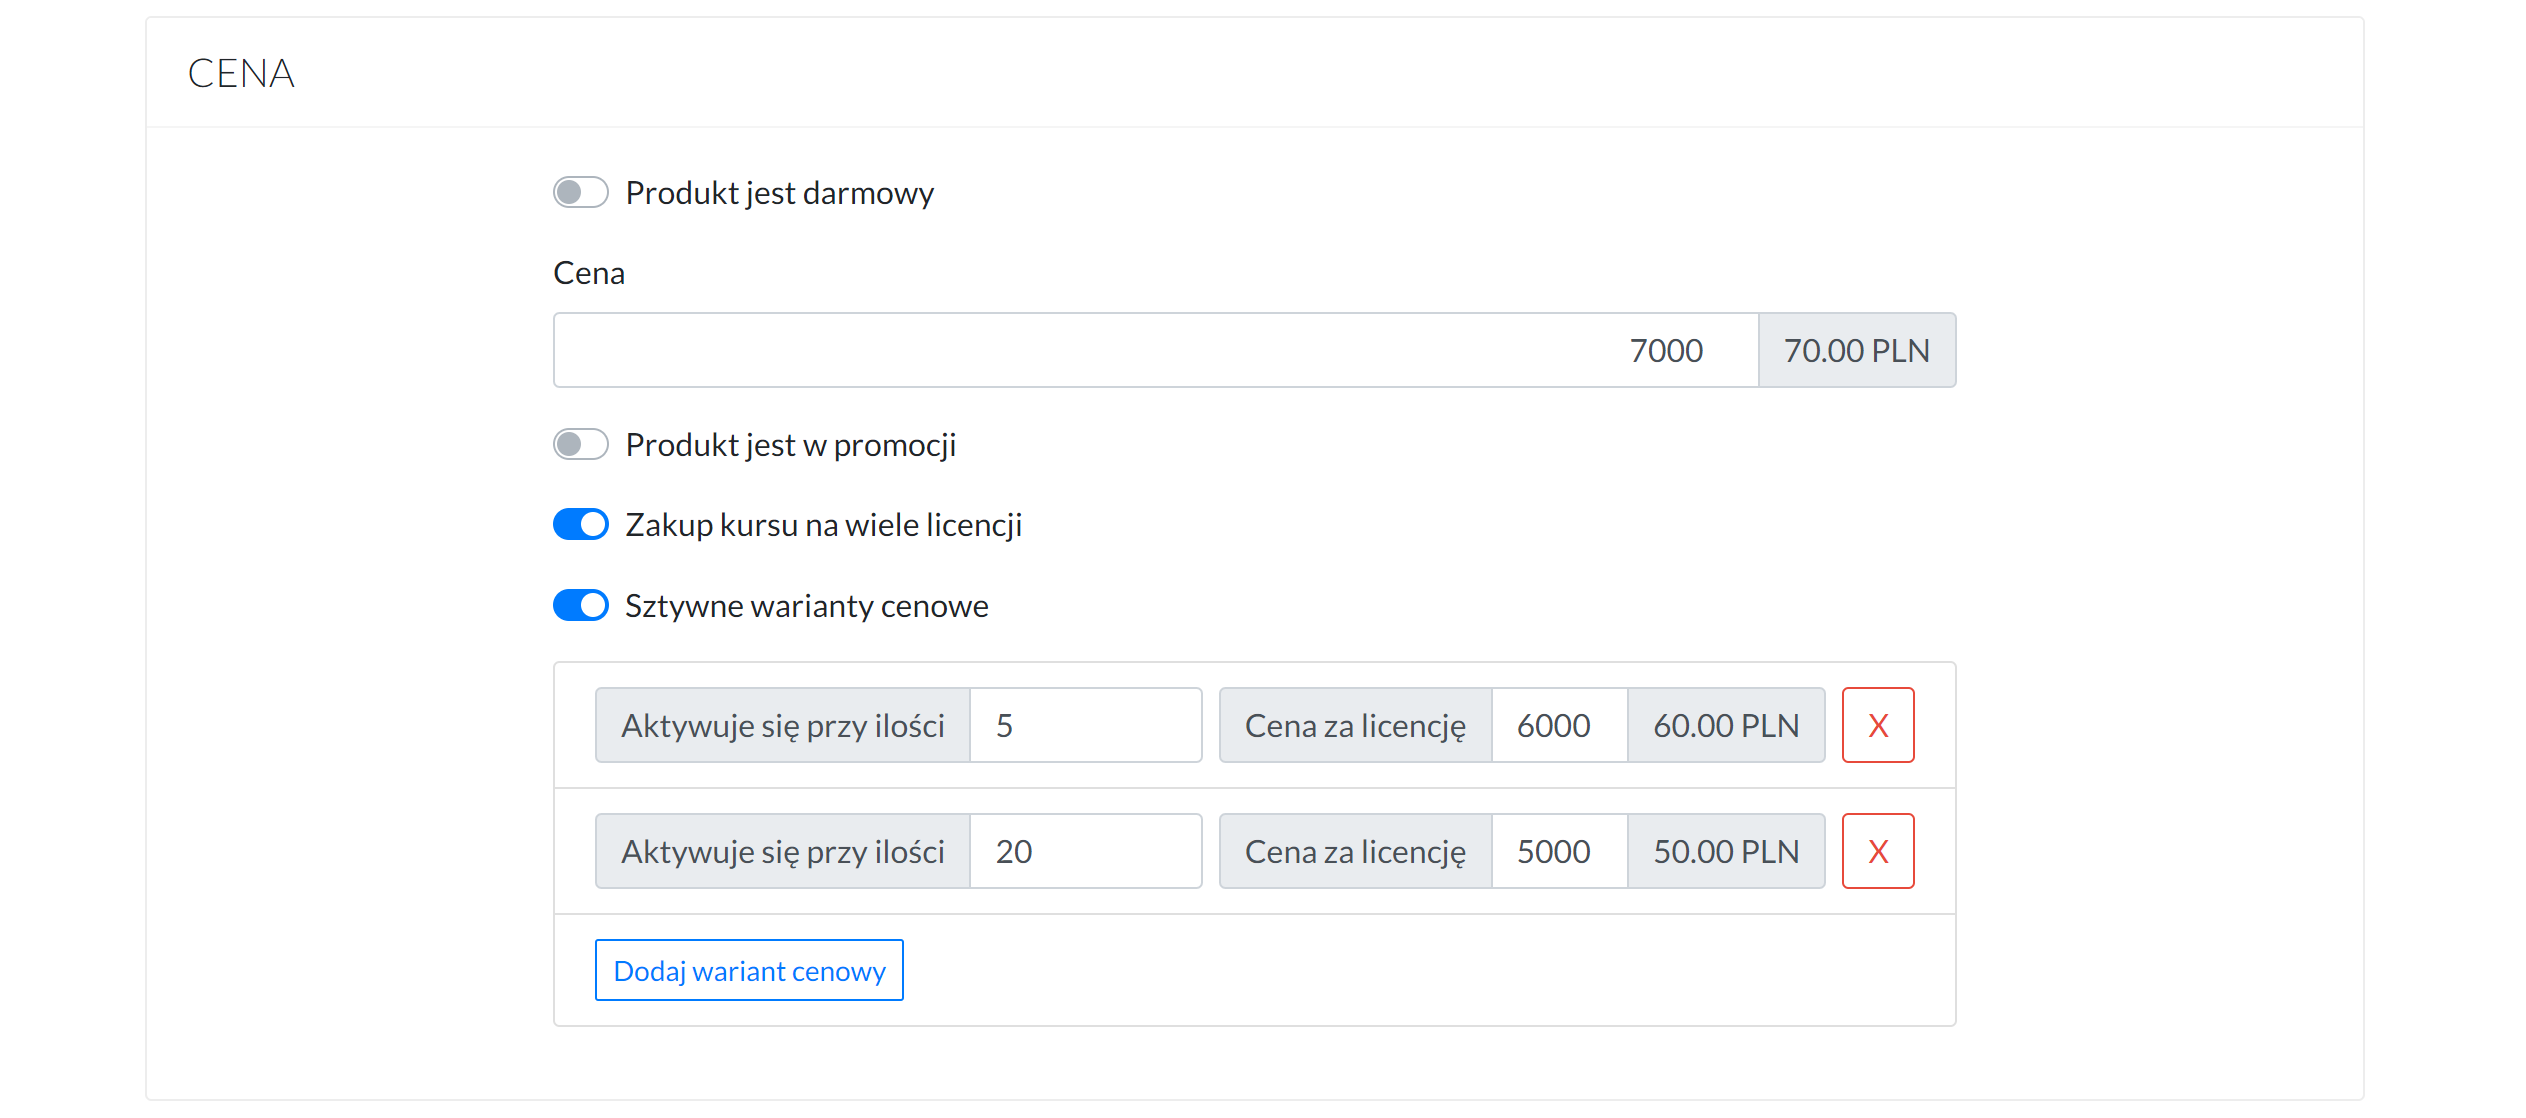 CENA
Produkt jest darmowy
Cena
7000 70.00 PLN
Produkt jest w promocji
Zakup kursu na wiele licencji
Sztywne warianty cenowe
Aktywuje się przy ilości 5 Cena za licencję 6000 60.00 PLN X
Aktywuje się przy ilości 20 Cena za licencję 5000 50.00 PLN X
Dodaj wariant cenowy